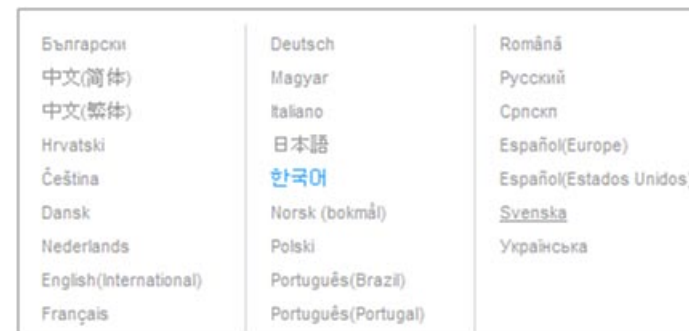 Български
中文(简体)
中文(繁体)
Hrvatski
Čeština
Dansk
Nederlands
English(International)
Français
Deutsch
Magyar
Italiano
日本語
한국어
Norsk (bokmål)
Polski
Português(Brazil)
Português(Portugal)
Română
Русский
Српскп
Español(Europe)
Español(Estados Unidos)
Svenska
Українська